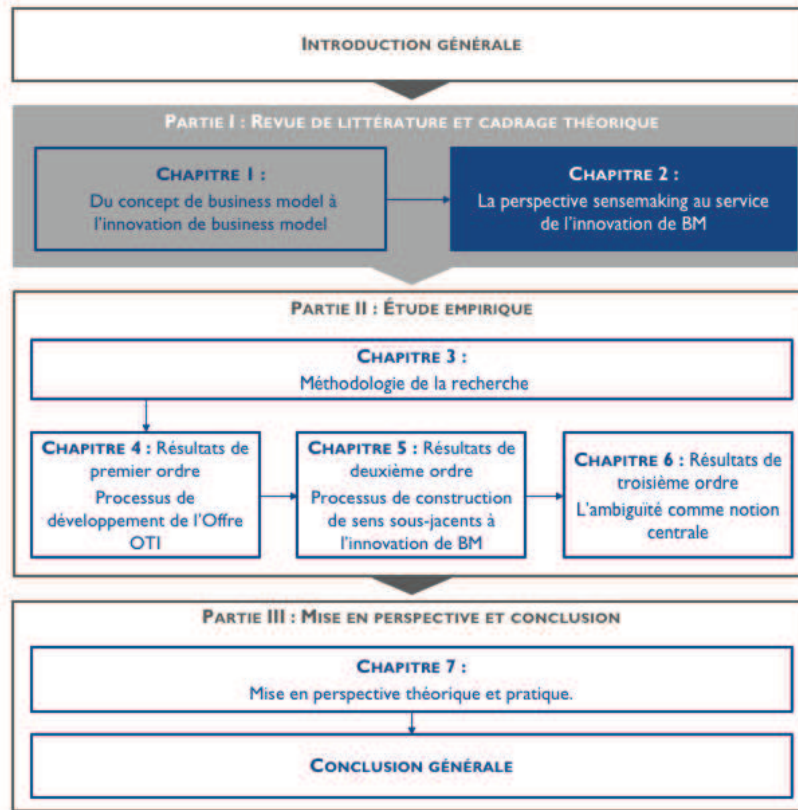 INTRODUCTION GÉNÉRALE
PARTIE I : REVUE DE LITTÉRATURE ET CADRAGE THÉORIQUE
CHAPITRE 1 :
Du concept de business model à
l'innovation de business model
CHAPITRE 2 :
La perspective sensemaking au service
de l'innovation de BM
PARTIE II : ÉTUDE EMPIRIQUE
CHAPITRE 3 :
Méthodologie de la recherche
CHAPITRE 4 : Résultats de
premier ordre
Processus de
développement de l'Offre
OTI
CHAPITRE 5 : Résultats de
deuxième ordre
Processus de construction
de sens sous-jacents à
l'innovation de BM
CHAPITRE 6 : Résultats de
troisième ordre
L'ambiguïté comme notion
centrale
PARTIE III : MISE EN PERSPECTIVE ET CONCLUSION
CHAPITRE 7 :
Mise en perspective théorique et pratique.
CONCLUSION GÉNÉRALE